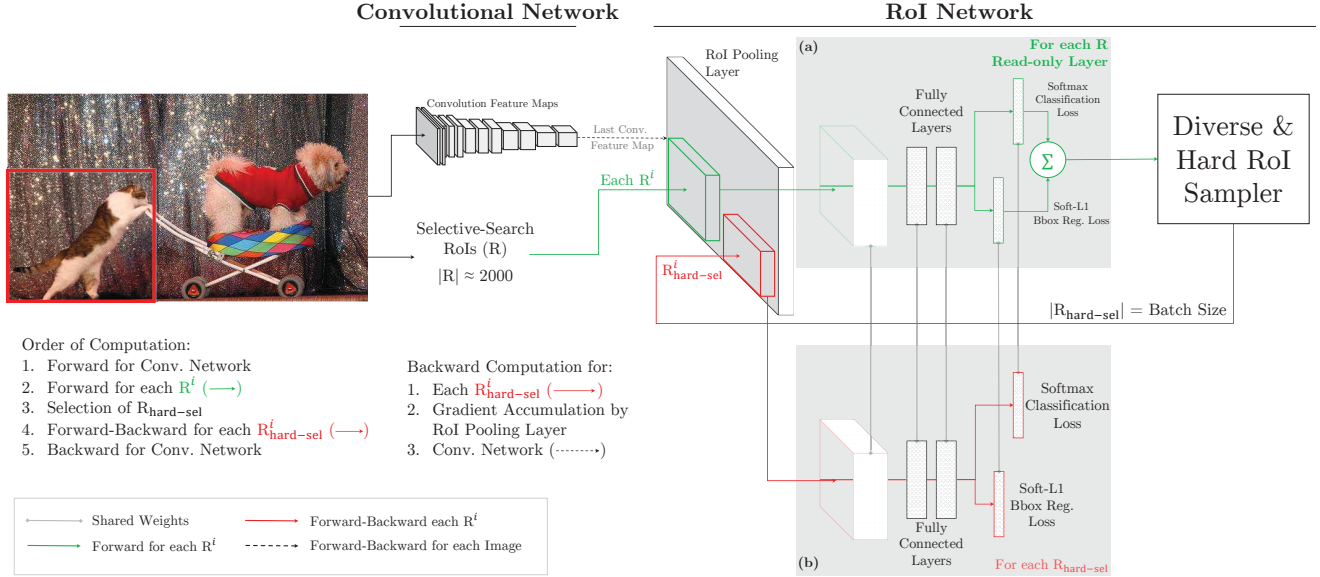 Convolutional Network
RoI Network
(a)
For each R
Read-only Layer
RoI Pooling
Layer
Convolution Feature Maps
Last Conv.
Feature Map
Each R^i
Fully
Connected
Layers
Softmax
Classification
Loss
Σ
Soft-L1
Bbox Reg. Loss
Diverse &
Hard RoI
Sampler
Selective-Search
RoIs (R)
|R| ≈ 2000
R^i_hard-sel
|R_hard-sel| = Batch Size
Order of Computation:
1. Forward for Conv. Network
2. Forward for each R^i (→)
3. Selection of R_hard-sel
4. Forward-Backward for each R^i_hard-sel (→)
5. Backward for Conv. Network
Backward Computation for:
1. Each R^i_hard-sel (→)
2. Gradient Accumulation by
RoI Pooling Layer
3. Conv. Network (⇢)
Softmax
Classification
Loss
Soft-L1
Bbox Reg.
Loss
Fully
Connected
Layers
(b)
For each R_hard-sel
Shared Weights
Forward for each R^i
Forward-Backward each R^i
Forward-Backward for each Image